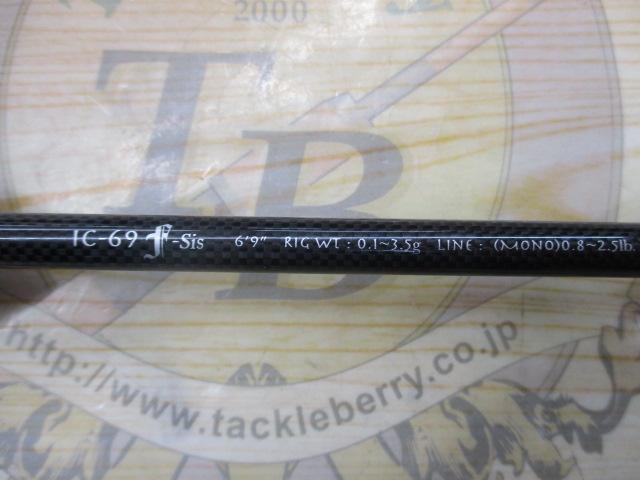 2000
TB
IC-69 f-Sis 6'9" RIG WT : 0.1~3.5g LINE : (MONO)0.8~2.5lb.
http://www.tackleberry.co.jp